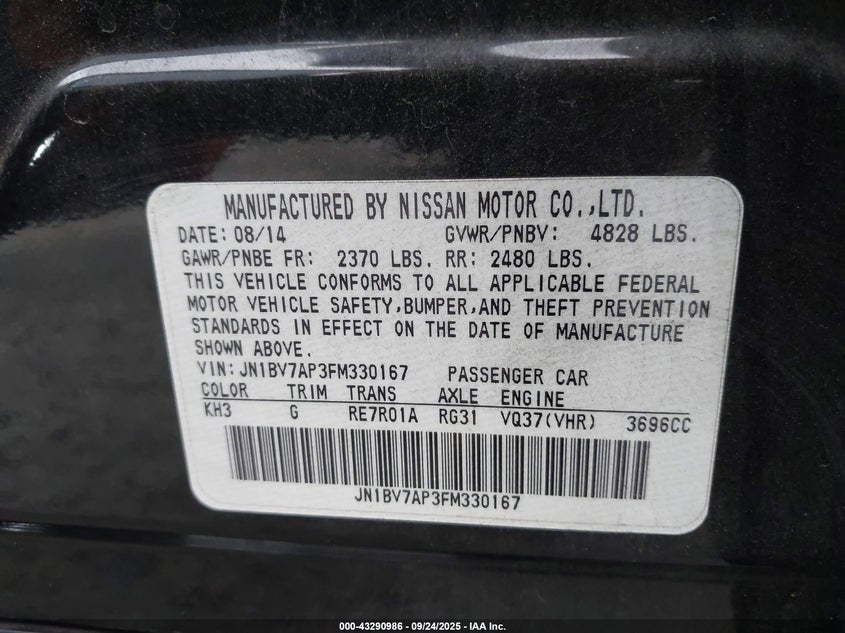 MANUFACTURED BY NISSAN MOTOR CO.,LTD.
DATE: 08/14 GVWR/PNBV: 4828 LBS.
GAWR/PNBE FR: 2370 LBS. RR: 2480 LBS.
THIS VEHICLE CONFORMS TO ALL APPLICABLE FEDERAL
MOTOR VEHICLE SAFETY,BUMPER,AND THEFT PREVENTION
STANDARDS IN EFFECT ON THE DATE OF MANUFACTURE
SHOWN ABOVE.
VIN: JN1BV7AP3FM330167 PASSENGER CAR
COLOR TRIM TRANS AXLE ENGINE
KH3 G RE7R01A RG31 VQ37(VHR) 3696CC
JN1BV7AP3FM330167
000-43290986 - 09/24/2025 - IAA Inc.